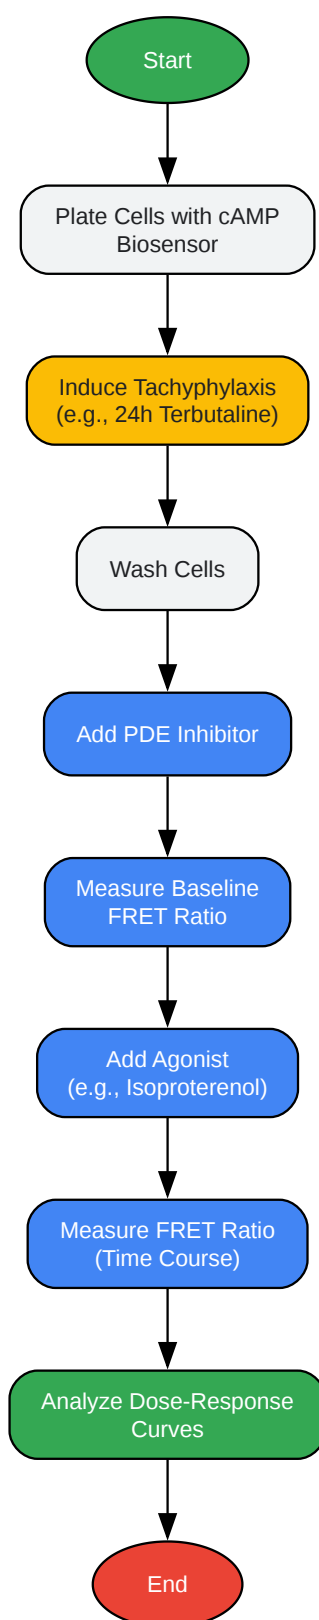 Start
Plate Cells with cAMP
Biosensor
Induce Tachyphylaxis
(e.g., 24h Terbutaline)
Wash Cells
Add PDE Inhibitor
Measure Baseline
FRET Ratio
Add Agonist
(e.g., Isoproterenol)
Measure FRET Ratio
(Time Course)
Analyze Dose-Response
Curves
End